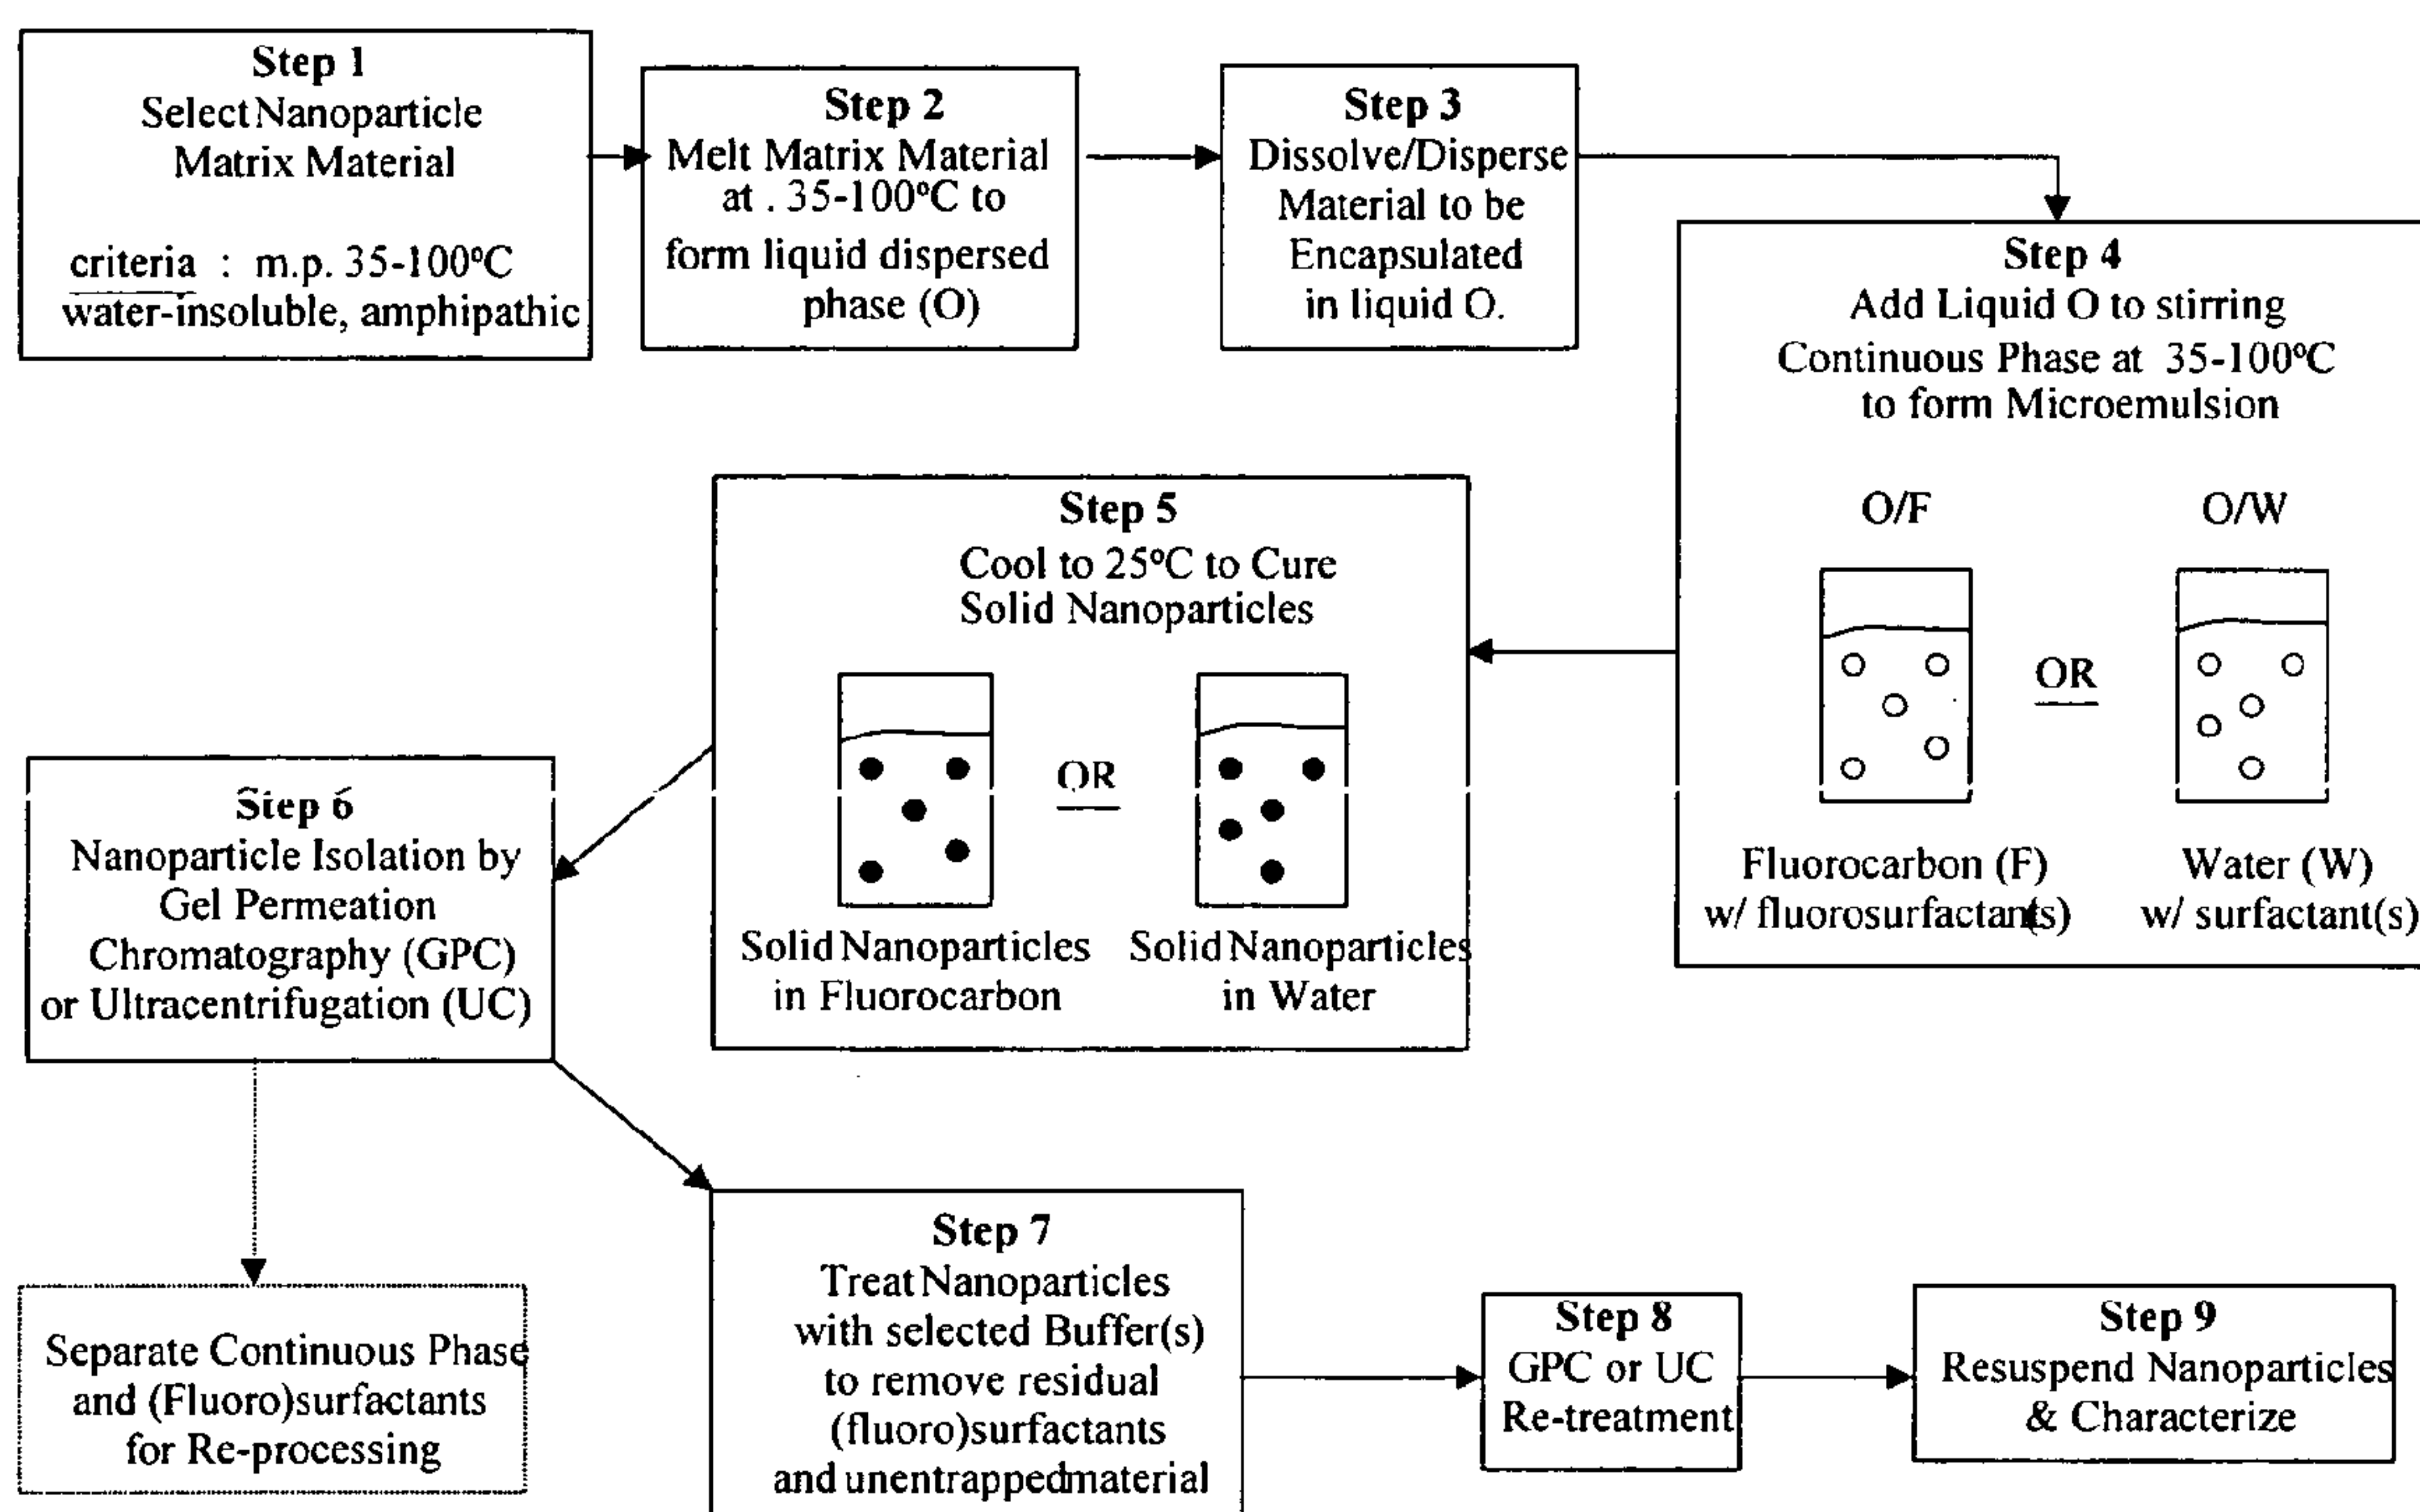 Step 1
Select Nanoparticle
Matrix Material
criteria : m.p. 35-100ºC
water-insoluble, amphipathic
Step 2
Melt Matrix Material
at . 35-100ºC to
form liquid dispersed
phase (O)
Step 3
Dissolve/Disperse
Material to be
Encapsulated
in liquid O.
Step 4
Add Liquid O to stirring
Continuous Phase at 35-100ºC
to form Microemulsion
O/F
O/W
OR
Fluorocarbon (F)
w/ fluorosurfactant(s)
Water (W)
w/ surfactant(s)
Step 5
Cool to 25ºC to Cure
Solid Nanoparticles
OR
Solid Nanoparticles
in Fluorocarbon
Solid Nanoparticles
in Water
Step 6
Nanoparticle Isolation by
Gel Permeation
Chromatography (GPC)
or Ultracentrifugation (UC)
Separate Continuous Phase
and (Fluoro)surfactants
for Re-processing
Step 7
Treat Nanoparticles
with selected Buffer(s)
to remove residual
(fluoro)surfactants
and unentrapped material
Step 8
GPC or UC
Re-treatment
Step 9
Resuspend Nanoparticles
& Characterize